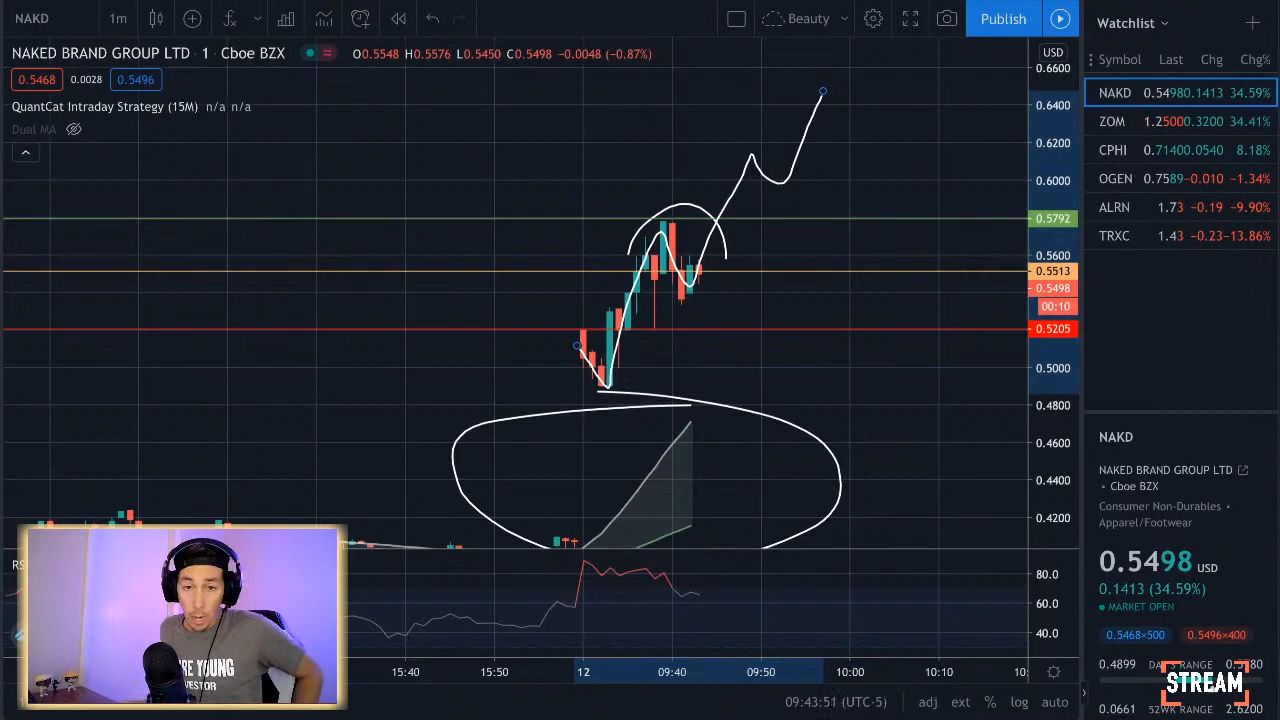 NAKD 1m Beauty Publish
NAKED BRAND GROUP LTD · 1 · Cboe BZX O0.5548 H0.5576 L0.5450 C0.5498 −0.0048 (−0.87%)
0.5468 0.0028 0.5496
QuantCat Intraday Strategy (15M) n/a n/a
Dual MA
USD
0.6600
0.6400
0.6200
0.6000
0.5792
0.5600
0.5513
0.5498
00:10
0.5205
0.5000
0.4800
0.4600
0.4400
0.4200
RS
80.0
60.0
40.0
15:40 15:50 12 09:40 09:50 10:00 10:10 10:
09:43:51 (UTC-5) adj ext % log auto
Watchlist
Symbol Last Chg Chg%
NAKD 0.5498 0.1413 34.59%
ZOM 1.2500 0.3200 34.41%
CPHI 0.7140 0.0540 8.18%
OGEN 0.7589 −0.010 −1.34%
ALRN 1.73 −0.19 −9.90%
TRXC 1.43 −0.23 −13.86%
NAKD
NAKED BRAND GROUP LTD
• Cboe BZX
Consumer Non-Durables •
Apparel/Footwear
0.5498 USD
0.1413 (34.59%)
MARKET OPEN
0.5468×500 0.5496×400
0.4899
STREAM
0.0661 52WK RANGE 2.6200
YOUNG